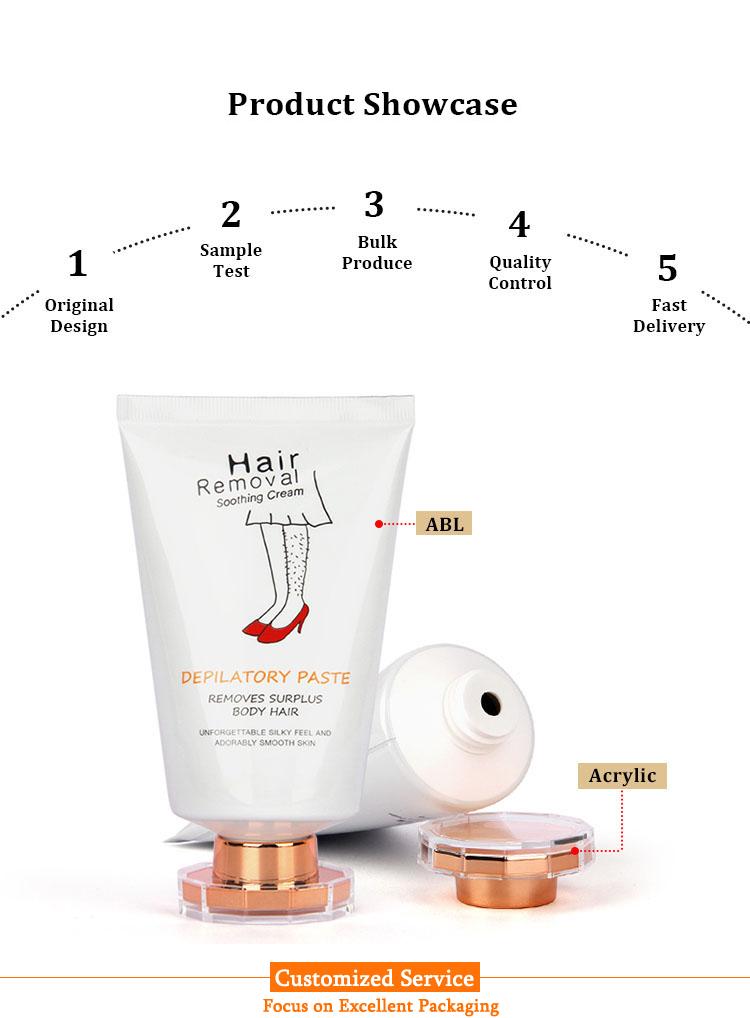 Product Showcase
1
Original
Design
2
Sample
Test
3
Bulk
Produce
4
Quality
Control
5
Fast
Delivery
Hair
Removal
Soothing Cream
DEPILATORY PASTE
REMOVES SURPLUS
BODY HAIR
UNFORGETTABLE SILKY FEEL AND
ADORABLY SMOOTH SKIN
ABL
Acrylic
Customized Service
Focus on Excellent Packaging